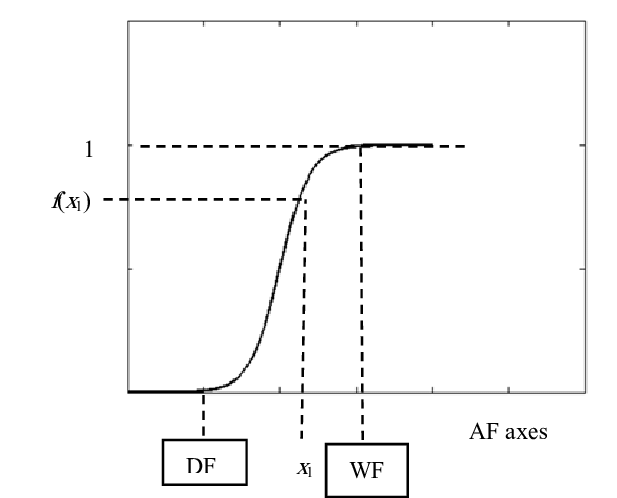 1
f(x₁)
AF axes
DF
x₁
WF